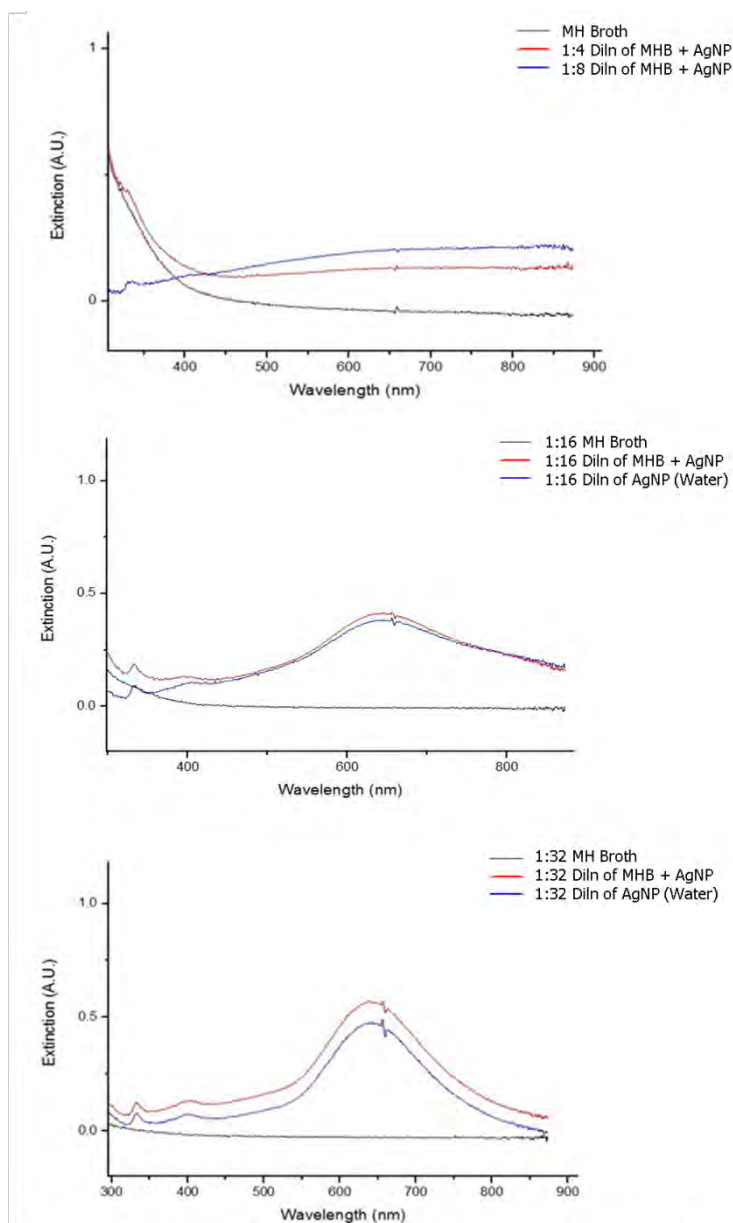 MH Broth
1:4 Diln of MHB + AgNP
1:8 Diln of MHB + AgNP
1
0
Extinction (A.U.)
400 500 600 700 800 900
Wavelength (nm)
1:16 MH Broth
1:16 Diln of MHB + AgNP
1:16 Diln of AgNP (Water)
1.0
0.5
0.0
Extinction (A.U.)
400 600 800
Wavelength (nm)
1:32 MH Broth
1:32 Diln of MHB + AgNP
1:32 Diln of AgNP (Water)
1.0
0.5
0.0
Extinction (A.U.)
300 400 500 600 700 800 900
Wavelength (nm)